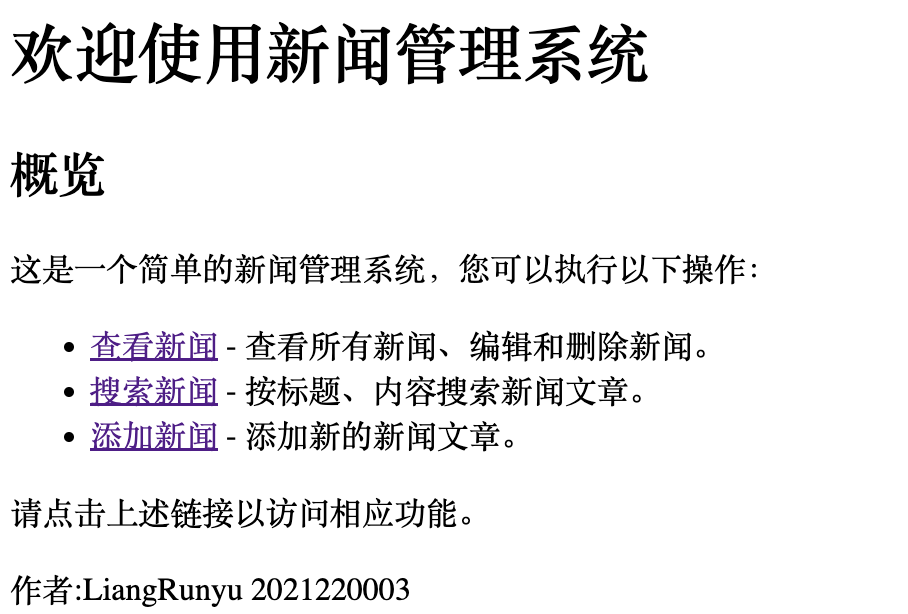 欢迎使用新闻管理系统
概览
这是一个简单的新闻管理系统，您可以执行以下操作：
• 查看新闻 - 查看所有新闻、编辑和删除新闻。
• 搜索新闻 - 按标题、内容搜索新闻文章。
• 添加新闻 - 添加新的新闻文章。
请点击上述链接以访问相应功能。
作者:LiangRunyu 2021220003